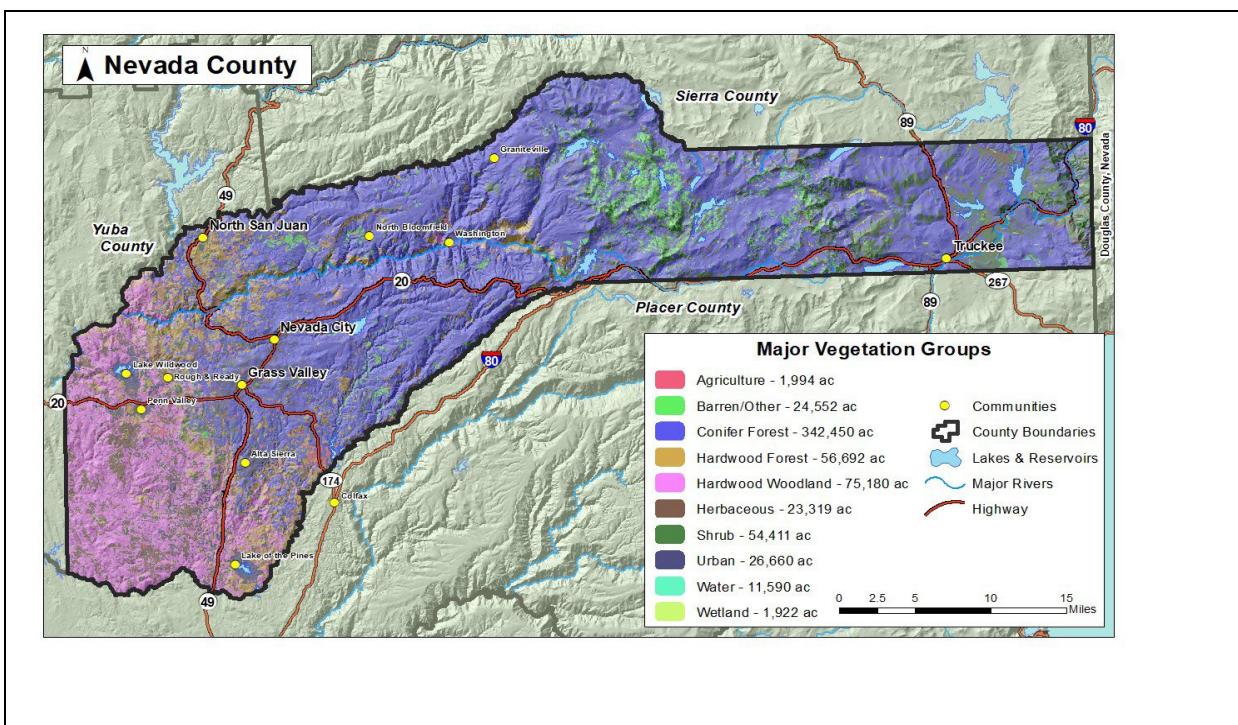 N
Nevada County
Sierra County
89
80
Graniteville
Douglas County, Nevada
49
Yuba
County
North San Juan
North Bloomfield
Washington
Truckee
20
267
Placer County
89
Nevada City
80
Lake Wildwood
Rough & Ready
Grass Valley
20
Penn Valley
Alta Sierra
174
Colfax
Lake of the Pines
49
Major Vegetation Groups
Agriculture - 1,994 ac
Barren/Other - 24,552 ac
Conifer Forest - 342,450 ac
Hardwood Forest - 56,692 ac
Hardwood Woodland - 75,180 ac
Herbaceous - 23,319 ac
Shrub - 54,411 ac
Urban - 26,660 ac
Water - 11,590 ac
Wetland - 1,922 ac
Communities
County Boundaries
Lakes & Reservoirs
Major Rivers
Highway
0 2.5 5 10 15
Miles